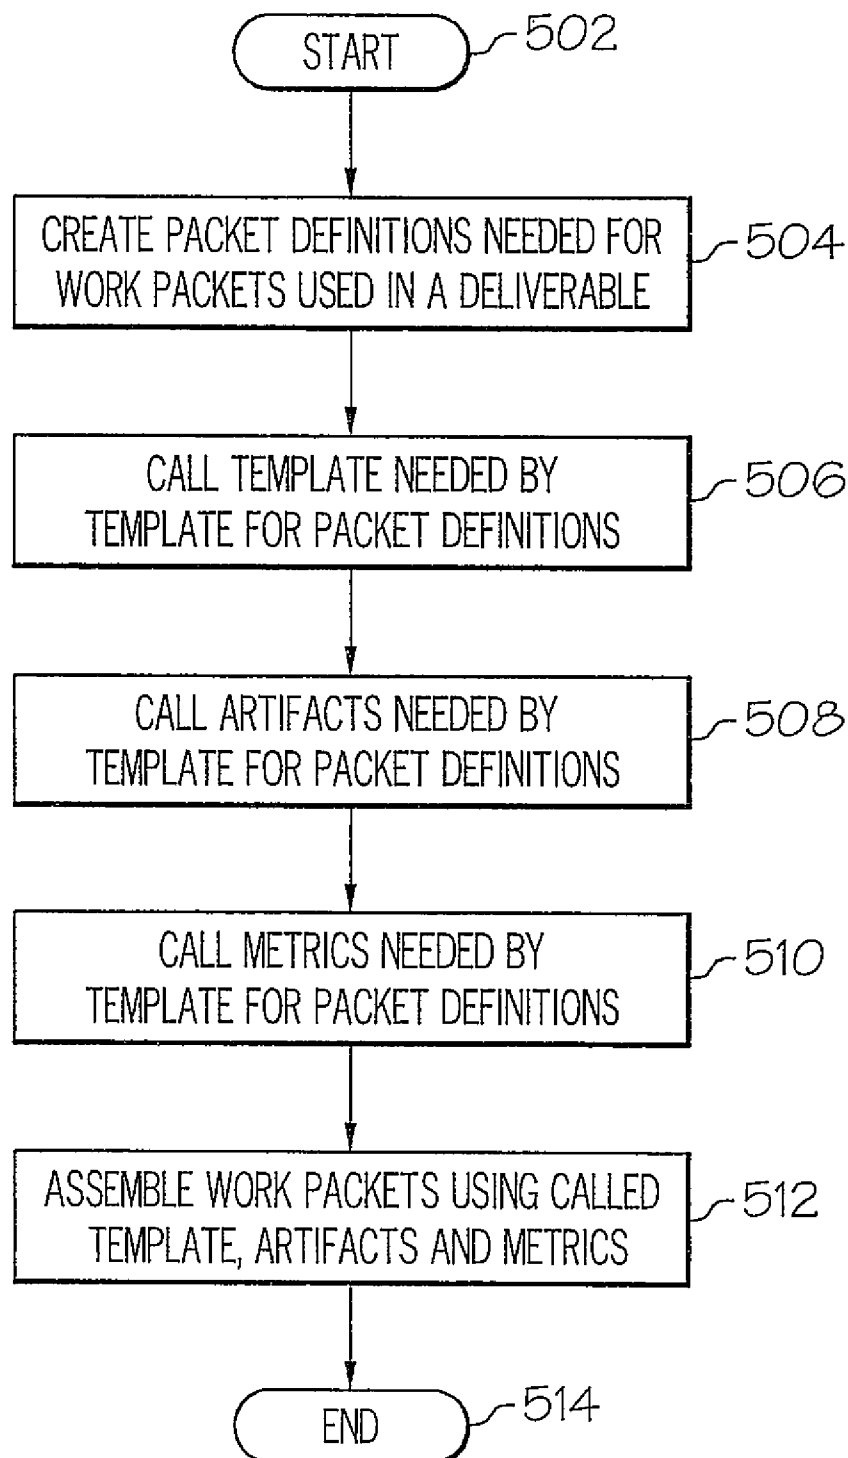 START
502
CREATE PACKET DEFINITIONS NEEDED FOR
WORK PACKETS USED IN A DELIVERABLE
504
CALL TEMPLATE NEEDED BY
TEMPLATE FOR PACKET DEFINITIONS
506
CALL ARTIFACTS NEEDED BY
TEMPLATE FOR PACKET DEFINITIONS
508
CALL METRICS NEEDED BY
TEMPLATE FOR PACKET DEFINITIONS
510
ASSEMBLE WORK PACKETS USING CALLED
TEMPLATE, ARTIFACTS AND METRICS
512
END
514